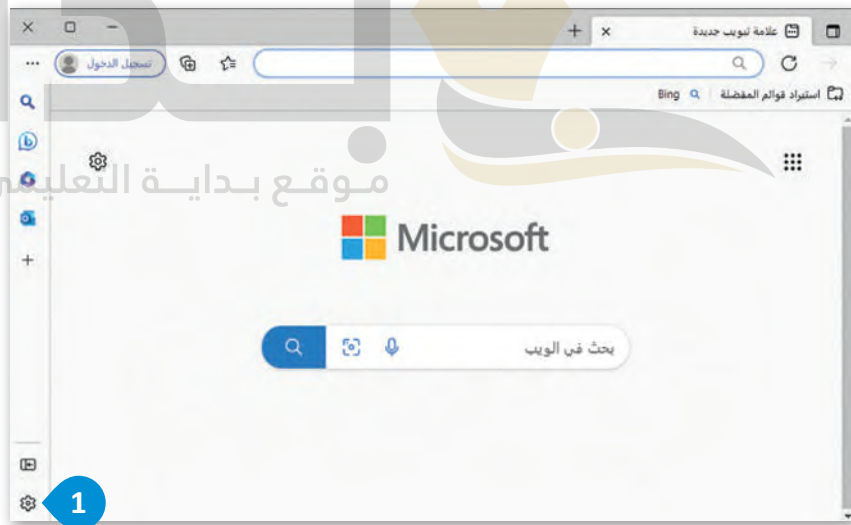 علامة تبويب جديدة
تسجيل الدخول
استيراد قوائم المفضلة Bing
موقع بداية التعليمي
Microsoft
بحث في الويب
1